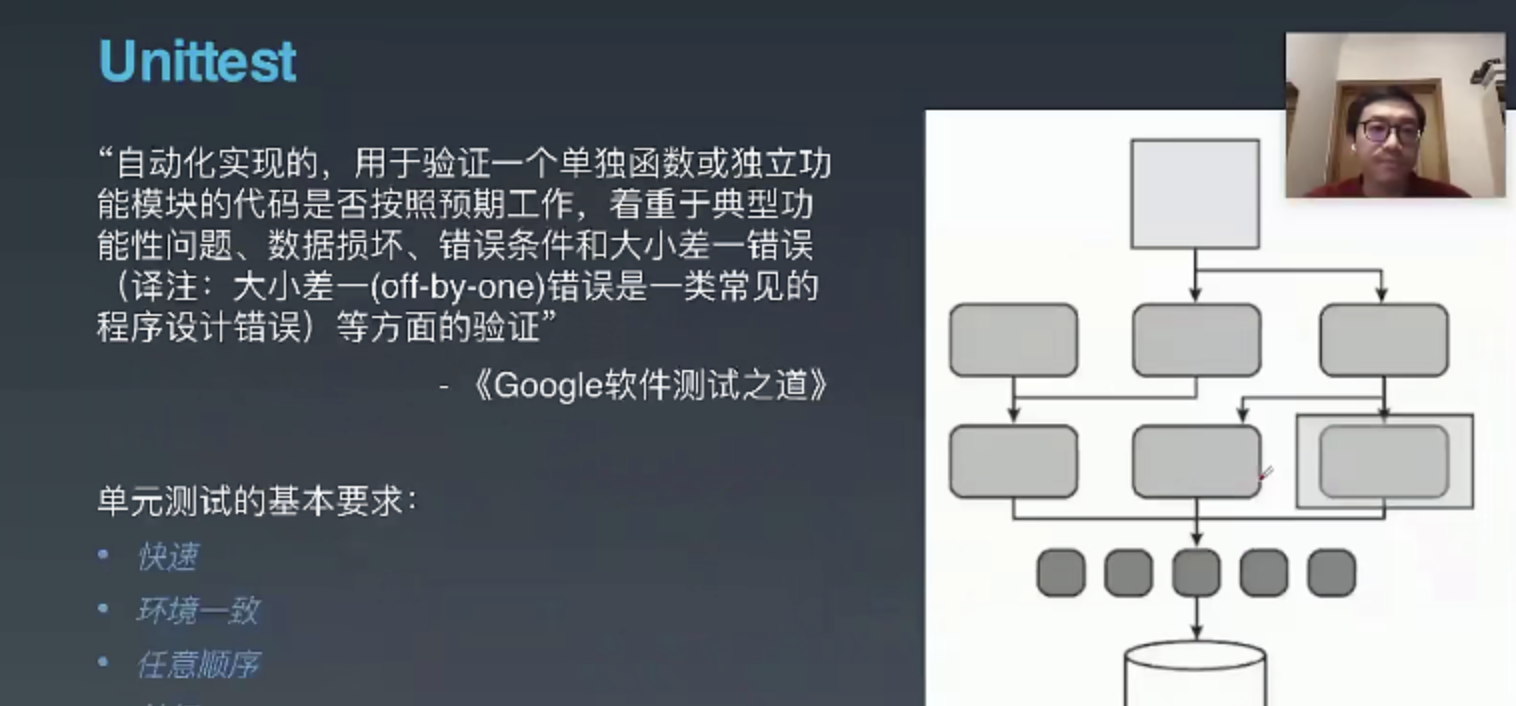 Unittest
“自动化实现的，用于验证一个单独函数或独立功
能模块的代码是否按照预期工作，着重于典型功
能性问题、数据损坏、错误条件和大小差一错误
（译注：大小差一(off-by-one)错误是一类常见的
程序设计错误）等方面的验证”
- 《Google软件测试之道》
单元测试的基本要求：
• 快速
• 环境一致
• 任意顺序